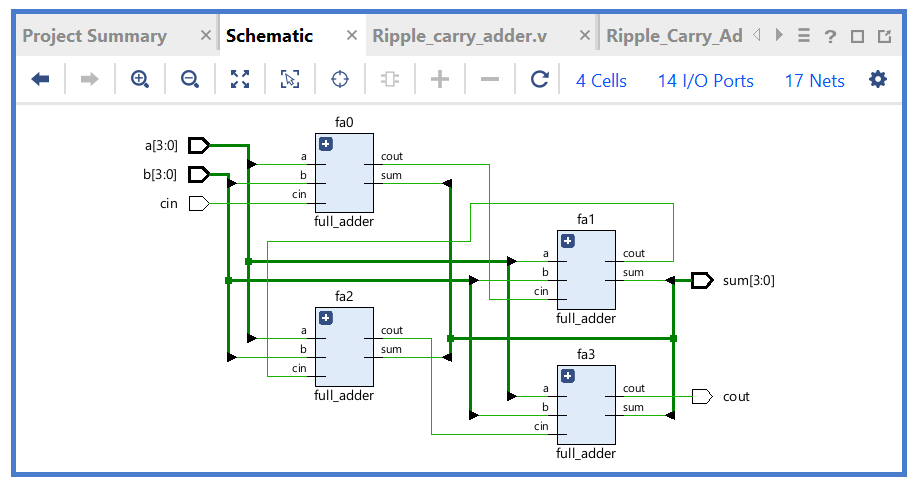 Project Summary × Schematic × Ripple_carry_adder.v × Ripple_Carry_Ad
4 Cells 14 I/O Ports 17 Nets
fa0
a[3:0]
b[3:0]
cin
a
b
cin
cout
sum
full_adder
fa1
a
b
cin
cout
sum
full_adder
sum[3:0]
fa2
a
b
cin
cout
sum
full_adder
fa3
a
b
cin
cout
sum
full_adder
cout